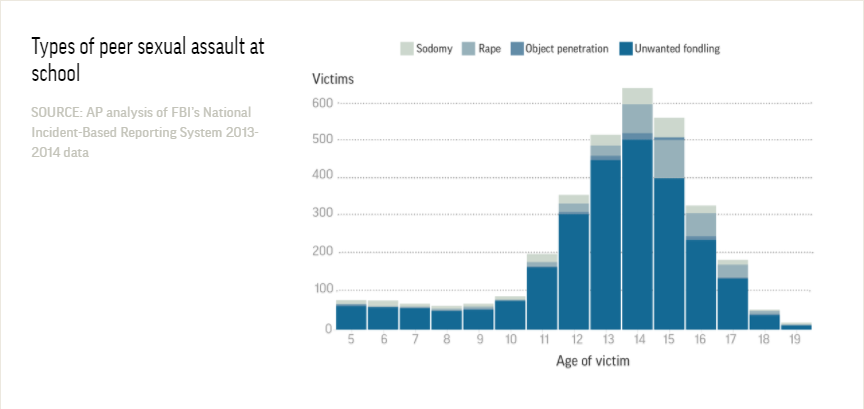 Types of peer sexual assault at
school
SOURCE: AP analysis of FBI's National
Incident-Based Reporting System 2013-
2014 data
Sodomy Rape Object penetration Unwanted fondling
Victims
600
500
400
300
200
100
0
5 6 7 8 9 10 11 12 13 14 15 16 17 18 19
Age of victim